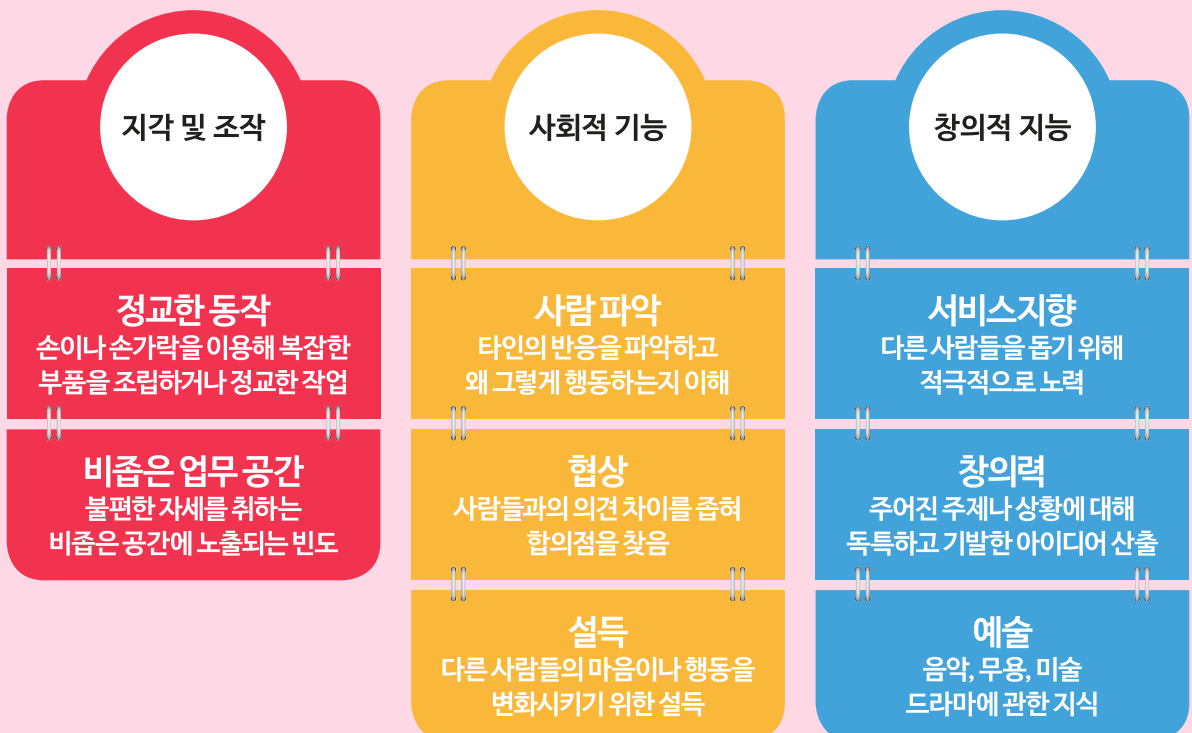 지각 및 조작
정교한 동작
손이나 손가락을 이용해 복잡한
부품을 조립하거나 정교한 작업
비좁은 업무 공간
불편한 자세를 취하는
비좁은 공간에 노출되는 빈도
사회적 기능
사람 파악
타인의 반응을 파악하고
왜 그렇게 행동하는지 이해
협상
사람들과의 의견 차이를 좁혀
합의점을 찾음
설득
다른 사람들의 마음이나 행동을
변화시키기 위한 설득
창의적 지능
서비스지향
다른 사람들을 돕기 위해
적극적으로 노력
창의력
주어진 주제나 상황에 대해
독특하고 기발한 아이디어 산출
예술
음악, 무용, 미술
드라마에 관한 지식